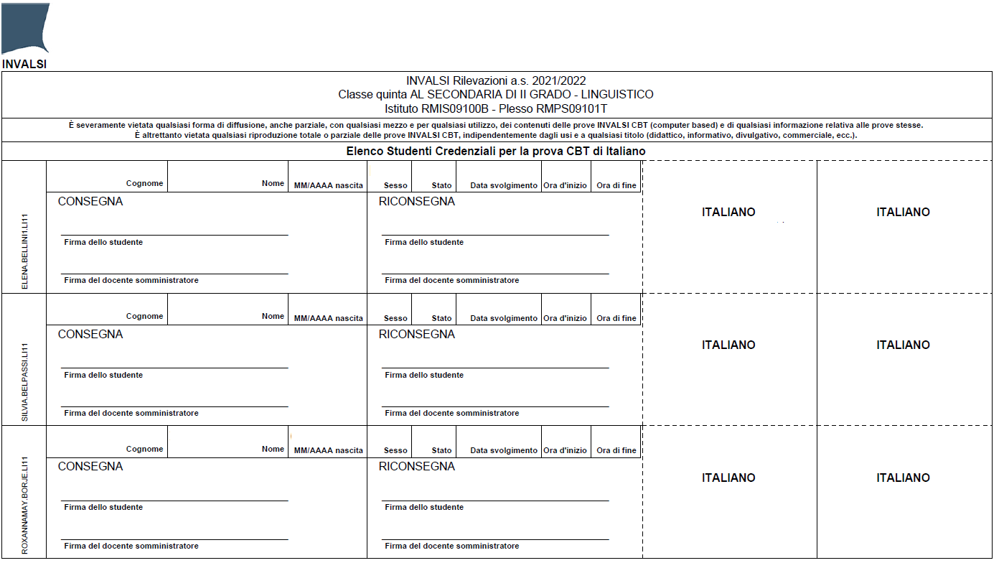 INVALSI
INVALSI Rilevazioni a.s. 2021/2022
Classe quinta AL SECONDARIA DI II GRADO - LINGUISTICO
Istituto RMIS09100B - Plesso RMPS09101T
È severamente vietata qualsiasi forma di diffusione, anche parziale, con qualsiasi mezzo e per qualsiasi utilizzo, dei contenuti delle prove INVALSI CBT (computer based) e di qualsiasi informazione relativa alle prove stesse.
È altrettanto vietata qualsiasi riproduzione totale o parziale delle prove INVALSI CBT, indipendentemente dagli usi e a qualsiasi titolo (didattico, informativo, divulgativo, commerciale, ecc.).
Elenco Studenti Credenziali per la prova CBT di Italiano
ELENA.BELLINI1.LI11
Cognome Nome MM/AAAA nascita Sesso Stato Data svolgimento Ora d'inizio Ora di fine
CONSEGNA RICONSEGNA
ITALIANO ITALIANO
Firma dello studente Firma dello studente
Firma del docente somministratore Firma del docente somministratore
SILVIA.BELPASSI.LI11
Cognome Nome MM/AAAA nascita Sesso Stato Data svolgimento Ora d'inizio Ora di fine
CONSEGNA RICONSEGNA
ITALIANO ITALIANO
Firma dello studente Firma dello studente
Firma del docente somministratore Firma del docente somministratore
ROXANNAMAY.BORJE.LI11
Cognome Nome MM/AAAA nascita Sesso Stato Data svolgimento Ora d'inizio Ora di fine
CONSEGNA RICONSEGNA
ITALIANO ITALIANO
Firma dello studente Firma dello studente
Firma del docente somministratore Firma del docente somministratore